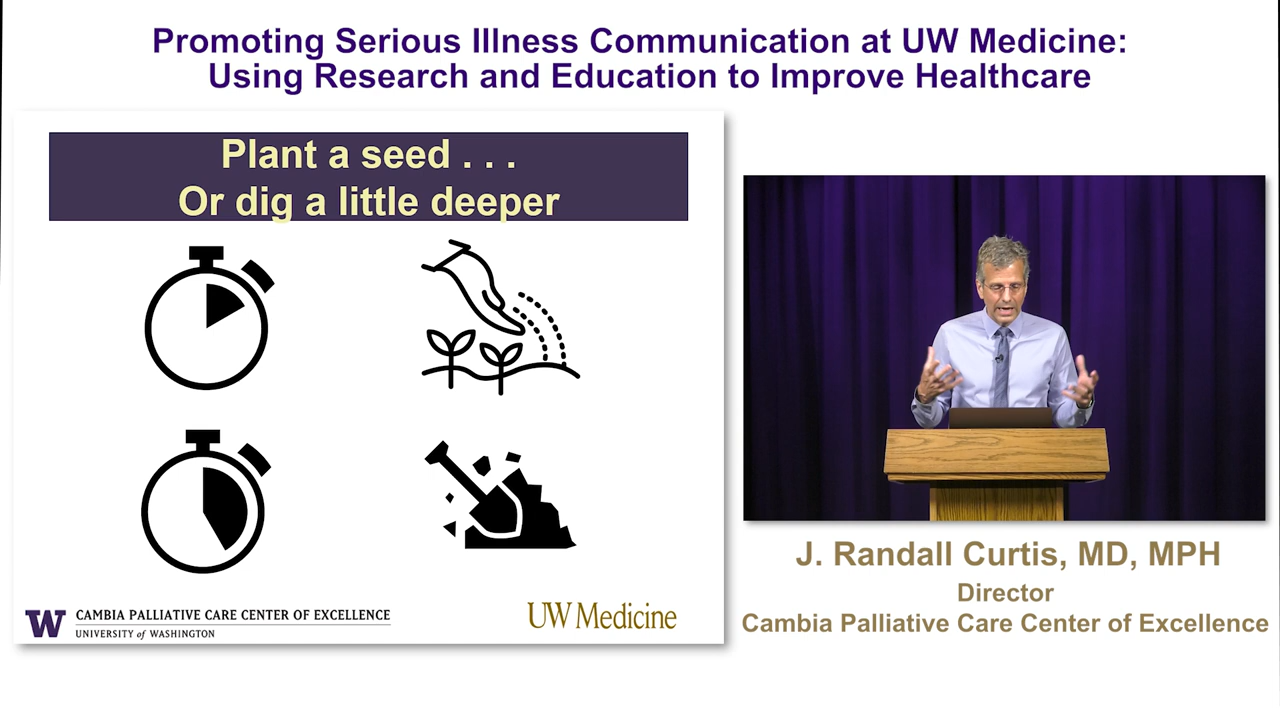 Promoting Serious Illness Communication at UW Medicine:
Using Research and Education to Improve Healthcare
Plant a seed . . .
Or dig a little deeper
W CAMBIA PALLIATIVE CARE CENTER OF EXCELLENCE
UNIVERSITY of WASHINGTON
UW Medicine
J. Randall Curtis, MD, MPH
Director
Cambia Palliative Care Center of Excellence